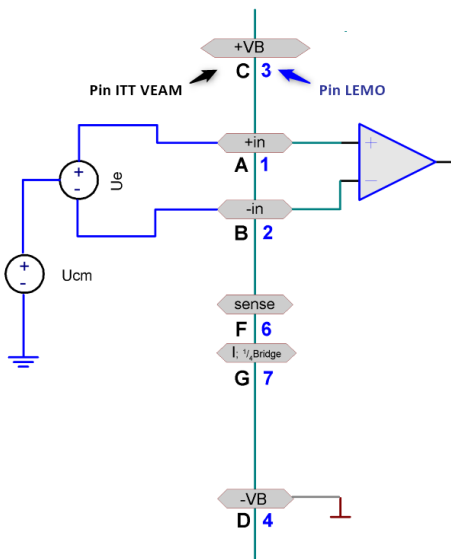 +VB
C 3
Pin ITT VEAM
Pin LEMO
+in
A 1
+
-
Ue
+
-in
B 2
-
+
-
Ucm
sense
F 6
I; 1/4Bridge
G 7
-VB
D 4